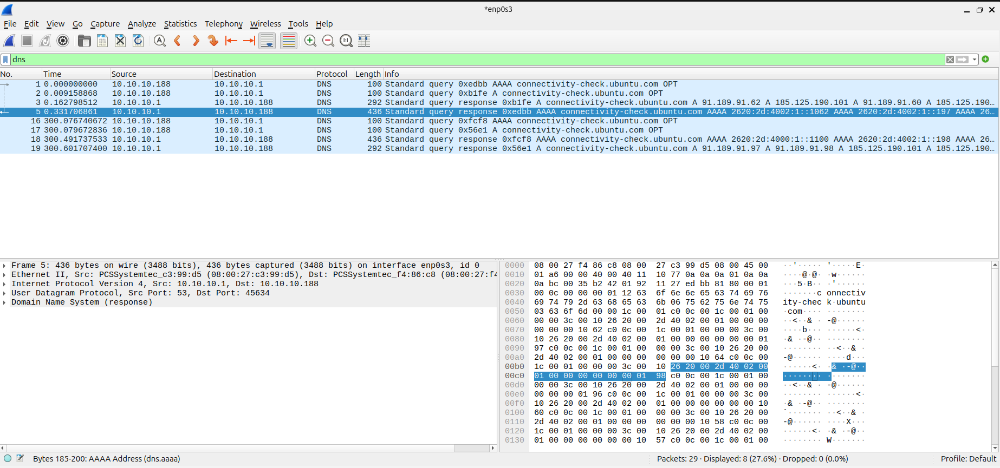 *enp0s3
File Edit View Go Capture Analyze Statistics Telephony Wireless Tools Help
dns
No. Time Source Destination Protocol Length Info
1 0.000000000 10.10.10.188 10.10.10.1 DNS 100 Standard query 0xedbb AAAA connectivity-check.ubuntu.com OPT
2 0.009158868 10.10.10.188 10.10.10.1 DNS 100 Standard query 0xb1fe A connectivity-check.ubuntu.com OPT
3 0.162798512 10.10.10.1 10.10.10.188 DNS 292 Standard query response 0xb1fe A connectivity-check.ubuntu.com A 91.189.91.62 A 185.125.190.101 A 91.189.91.60 A 185.125.190…
5 0.331706861 10.10.10.1 10.10.10.188 DNS 436 Standard query response 0xedbb AAAA connectivity-check.ubuntu.com AAAA 2620:2d:4002:1::1062 AAAA 2620:2d:4002:1::197 AAAA 26…
16 300.076740672 10.10.10.188 10.10.10.1 DNS 100 Standard query 0xfcf8 AAAA connectivity-check.ubuntu.com OPT
17 300.079672836 10.10.10.188 10.10.10.1 DNS 100 Standard query 0x56e1 A connectivity-check.ubuntu.com OPT
18 300.491737533 10.10.10.1 10.10.10.188 DNS 436 Standard query response 0xfcf8 AAAA connectivity-check.ubuntu.com AAAA 2620:2d:4000:1::1100 AAAA 2620:2d:4002:1::198 AAAA 26…
19 300.601707400 10.10.10.1 10.10.10.188 DNS 292 Standard query response 0x56e1 A connectivity-check.ubuntu.com A 91.189.91.97 A 91.189.91.98 A 185.125.190.101 A 185.125.190…
Frame 5: 436 bytes on wire (3488 bits), 436 bytes captured (3488 bits) on interface enp0s3, id 0
Ethernet II, Src: PCSSystemtec_c3:99:d5 (08:00:27:c3:99:d5), Dst: PCSSystemtec_f4:86:c8 (08:00:27:f4
Internet Protocol Version 4, Src: 10.10.10.1, Dst: 10.10.10.188
User Datagram Protocol, Src Port: 53, Dst Port: 45634
Domain Name System (response)
0000 08 00 27 f4 86 c8 08 00 27 c3 99 d5 08 00 45 00 ··'····· '·····E·
0010 01 a6 00 00 40 00 40 11 10 77 0a 0a 0a 01 0a 0a ····@·@· ·w······
0020 0a bc 00 35 b2 42 01 92 11 27 ed bb 81 80 00 01 ···5·B·· ·'······
0030 00 0c 00 00 00 01 12 63 6f 6e 6e 65 63 74 69 76 ·······c onnectiv
0040 69 74 79 2d 63 68 65 63 6b 06 75 62 75 6e 74 75 ity-chec k·ubuntu
0050 03 63 6f 6d 00 00 1c 00 01 c0 0c 00 1c 00 01 00 ·com···· ········
0060 00 00 3c 00 10 26 20 00 2d 40 02 00 01 00 00 00 ··<··& · -@······
0070 00 00 00 10 62 c0 0c 00 1c 00 01 00 00 00 3c 00 ····b··· ······<·
0080 10 26 20 00 2d 40 02 00 01 00 00 00 00 00 00 01 ·& ·-@·· ········
0090 97 c0 0c 00 1c 00 01 00 00 00 3c 00 10 26 20 00 ········ ··<··& ·
00a0 2d 40 02 00 01 00 00 00 00 00 00 10 64 c0 0c 00 -@······ ····d···
00b0 1c 00 01 00 00 00 3c 00 10 26 20 00 2d 40 02 00 ······<· ·& ·-@··
00c0 01 00 00 00 00 00 00 01 98 c0 0c 00 1c 00 01 00 ········ ········
00d0 00 00 3c 00 10 26 20 00 2d 40 02 00 01 00 00 00 ··<··& · -@······
00e0 00 00 00 01 96 c0 0c 00 1c 00 01 00 00 00 3c 00 ········ ······<·
00f0 10 26 20 00 2d 40 02 00 01 00 00 00 00 00 00 10 ·& ·-@·· ········
0100 60 c0 0c 00 1c 00 01 00 00 00 3c 00 10 26 20 00 `······· ··<··& ·
0110 2d 40 02 00 01 00 00 00 00 00 00 10 58 c0 0c 00 -@······ ····X···
0120 1c 00 01 00 00 00 3c 00 10 26 20 00 2d 40 02 00 ······<· ·& ·-@··
0130 01 00 00 00 00 00 00 10 57 c0 0c 00 1c 00 01 00 ········ W·······
Bytes 185-200: AAAA Address (dns.aaaa) Packets: 29 · Displayed: 8 (27.6%) · Dropped: 0 (0.0%) Profile: Default